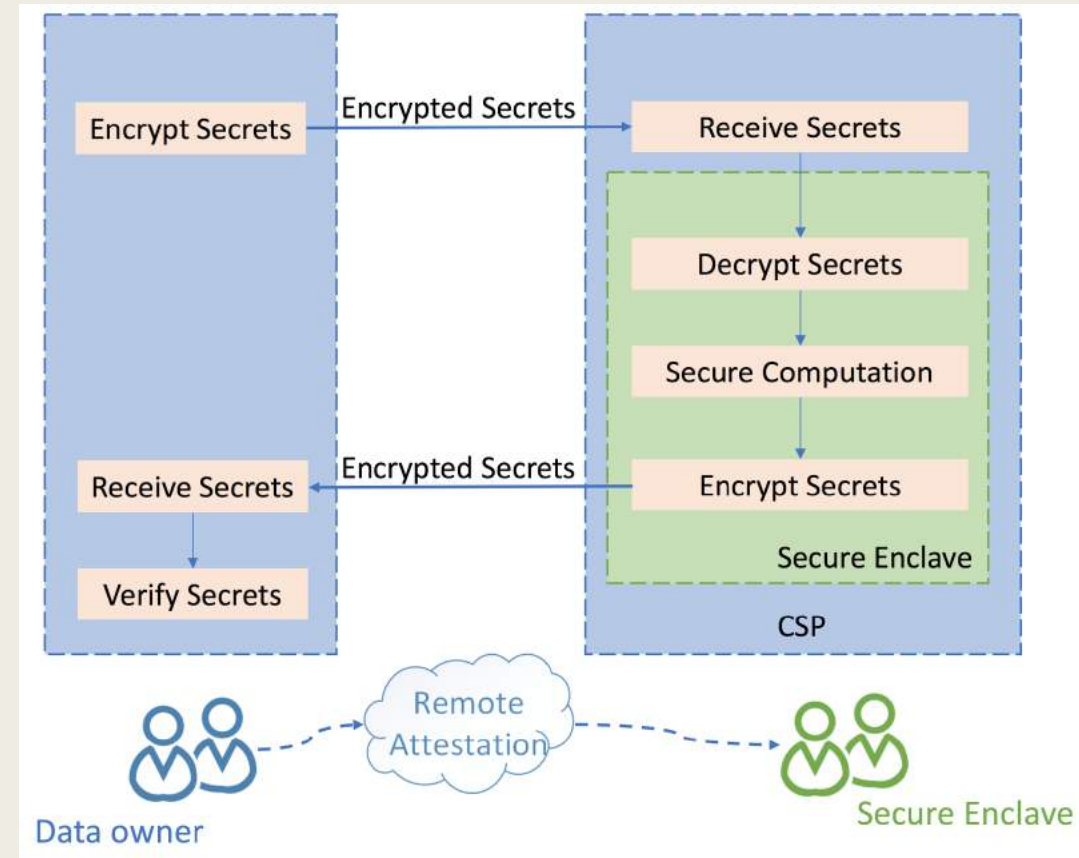 Encrypt Secrets
Encrypted Secrets
Receive Secrets
Decrypt Secrets
Secure Computation
Encrypted Secrets
Receive Secrets
Encrypt Secrets
Secure Enclave
Verify Secrets
CSP
Remote
Attestation
Data owner
Secure Enclave